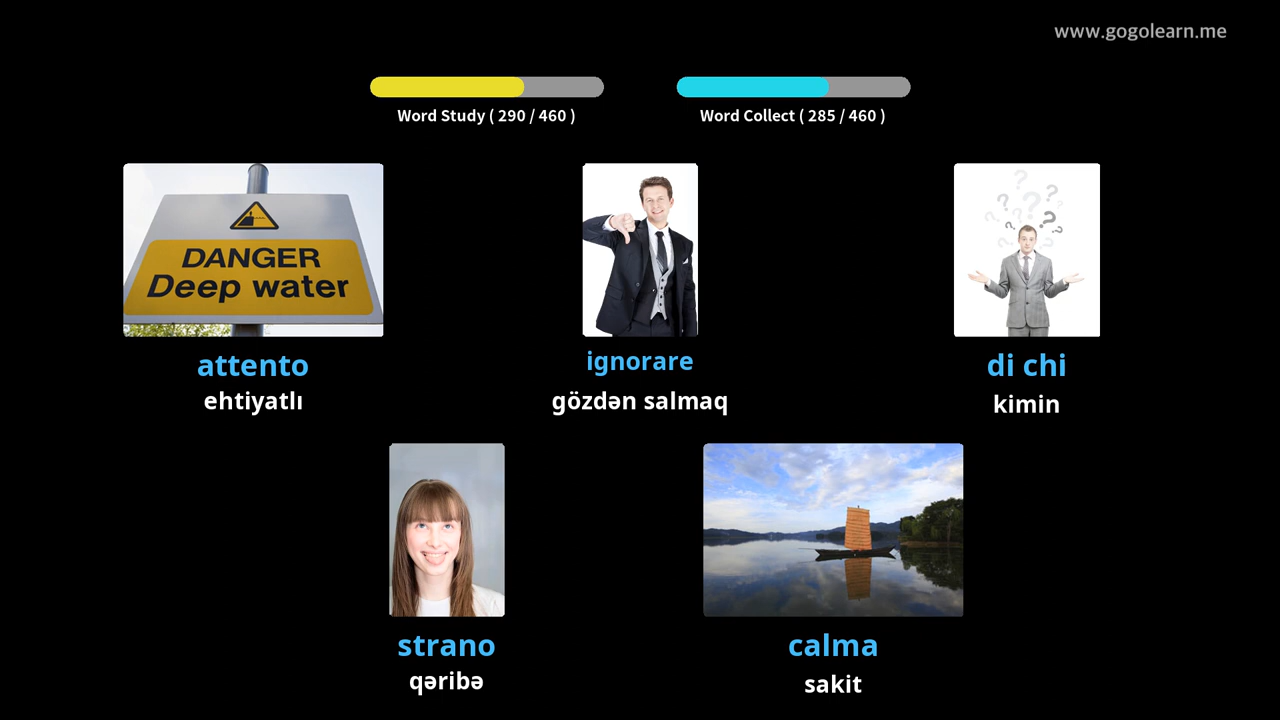 www.gogolearn.me
Word Study ( 290 / 460 )
Word Collect ( 285 / 460 )
DANGER
Deep water
attento
ehtiyatlı
ignorare
gözdən salmaq
di chi
kimin
strano
qəribə
calma
sakit